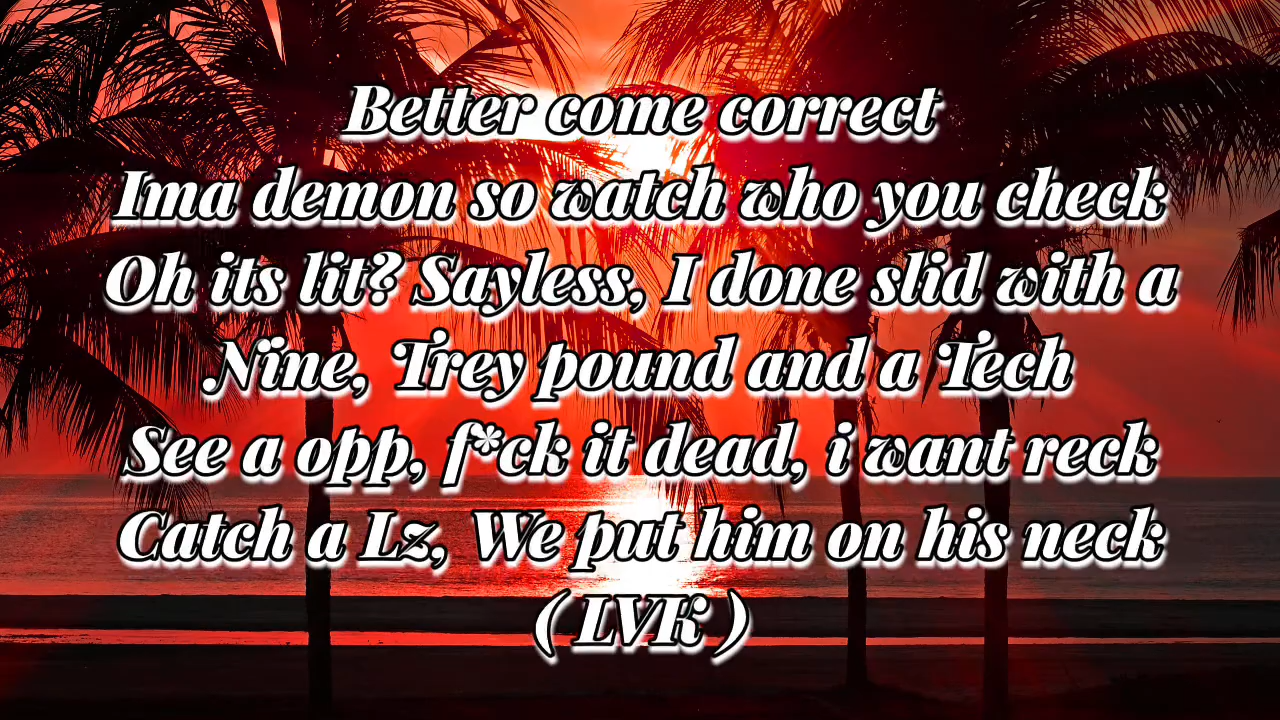 Better come correct
Ima demon so watch who you check
Oh its lit? Sayless, I done slid with a
Nine, Trey pound and a Tech
See a opp, f*ck it dead, i want reck
Catch a Lz, We put him on his neck
( LVK )